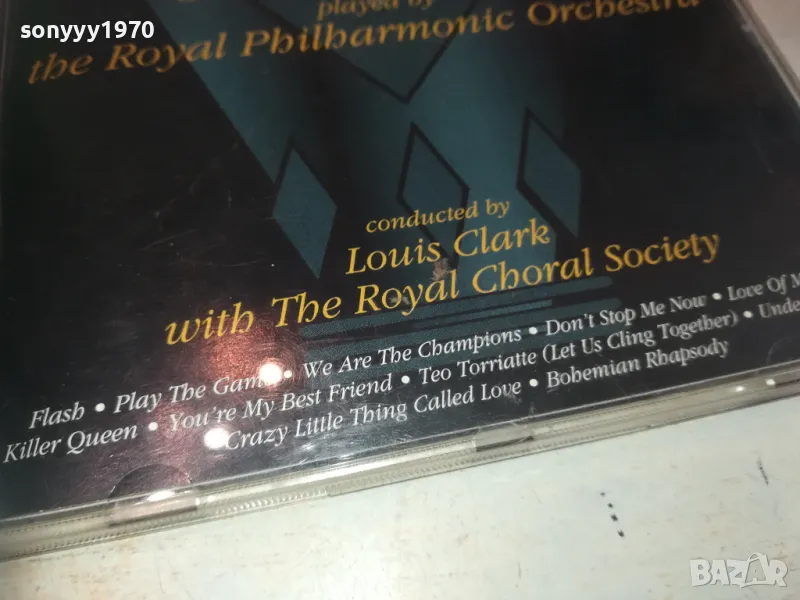 sonyyy1970
played by
the Royal Philharmonic Orchestra
conducted by
Louis Clark
with The Royal Choral Society
Flash • Play The Game • We Are The Champions • Don't Stop Me Now • Love Of M
Killer Queen • You're My Best Friend • Teo Torriatte (Let Us Cling Together) • Unde
Crazy Little Thing Called Love • Bohemian Rhapsody
BAZAR